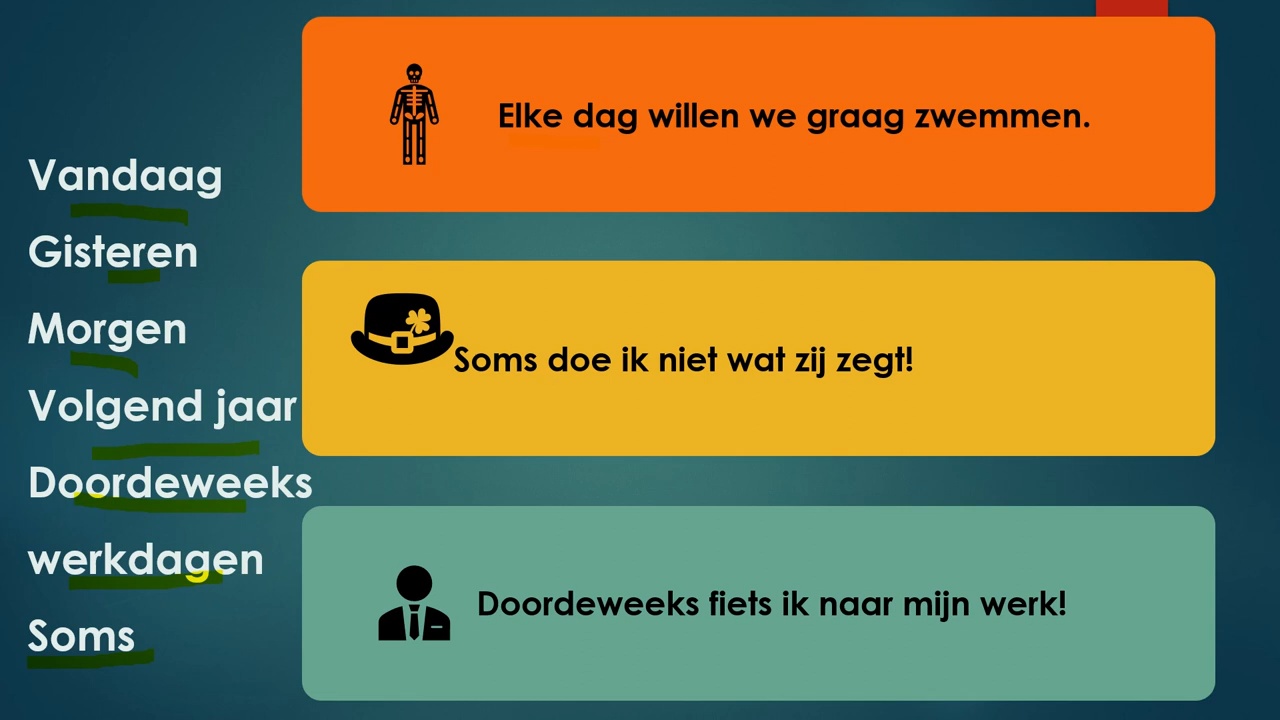 Vandaag
Gisteren
Morgen
Volgend jaar
Doordeweeks
werkdagen
Soms
Elke dag willen we graag zwemmen.
Soms doe ik niet wat zij zegt!
Doordeweeks fiets ik naar mijn werk!